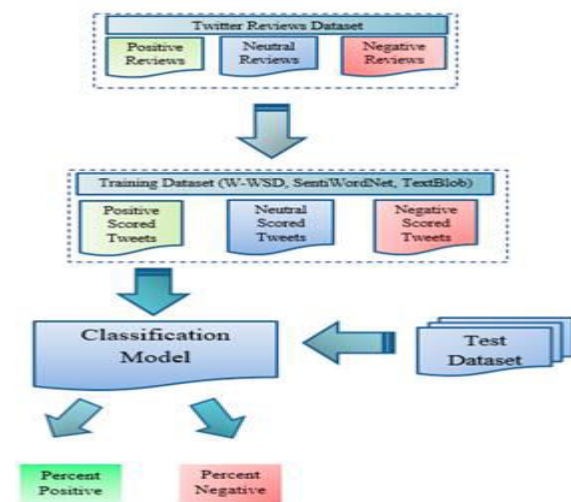 Twitter Reviews Dataset
Positive
Reviews
Neutral
Reviews
Negative
Reviews
Training Dataset (W-WSD, SentiWordNet, TextBlob)
Positive
Scored
Tweets
Neutral
Scored
Tweets
Negative
Scored
Tweets
Classification
Model
Test
Dataset
Percent
Positive
Percent
Negative